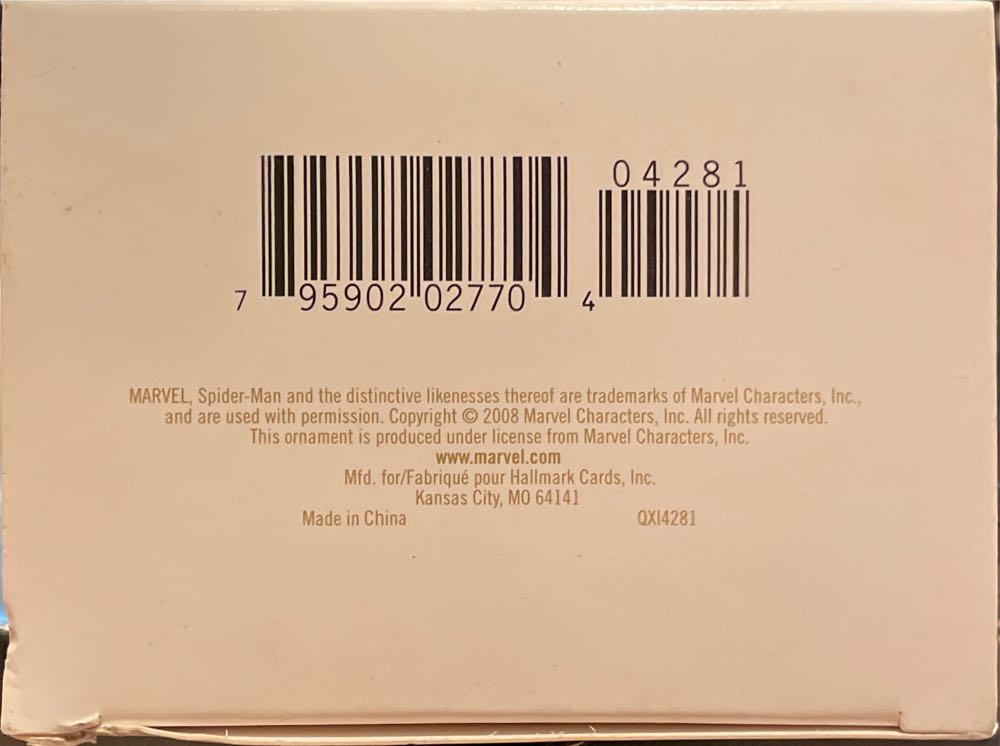 04281
7 95902 02770 4
MARVEL, Spider-Man and the distinctive likenesses thereof are trademarks of Marvel Characters, Inc.,
and are used with permission. Copyright © 2008 Marvel Characters, Inc. All rights reserved.
This ornament is produced under license from Marvel Characters, Inc.
www.marvel.com
Mfd. for/Fabriqué pour Hallmark Cards, Inc.
Kansas City, MO 64141
Made in China QXI4281